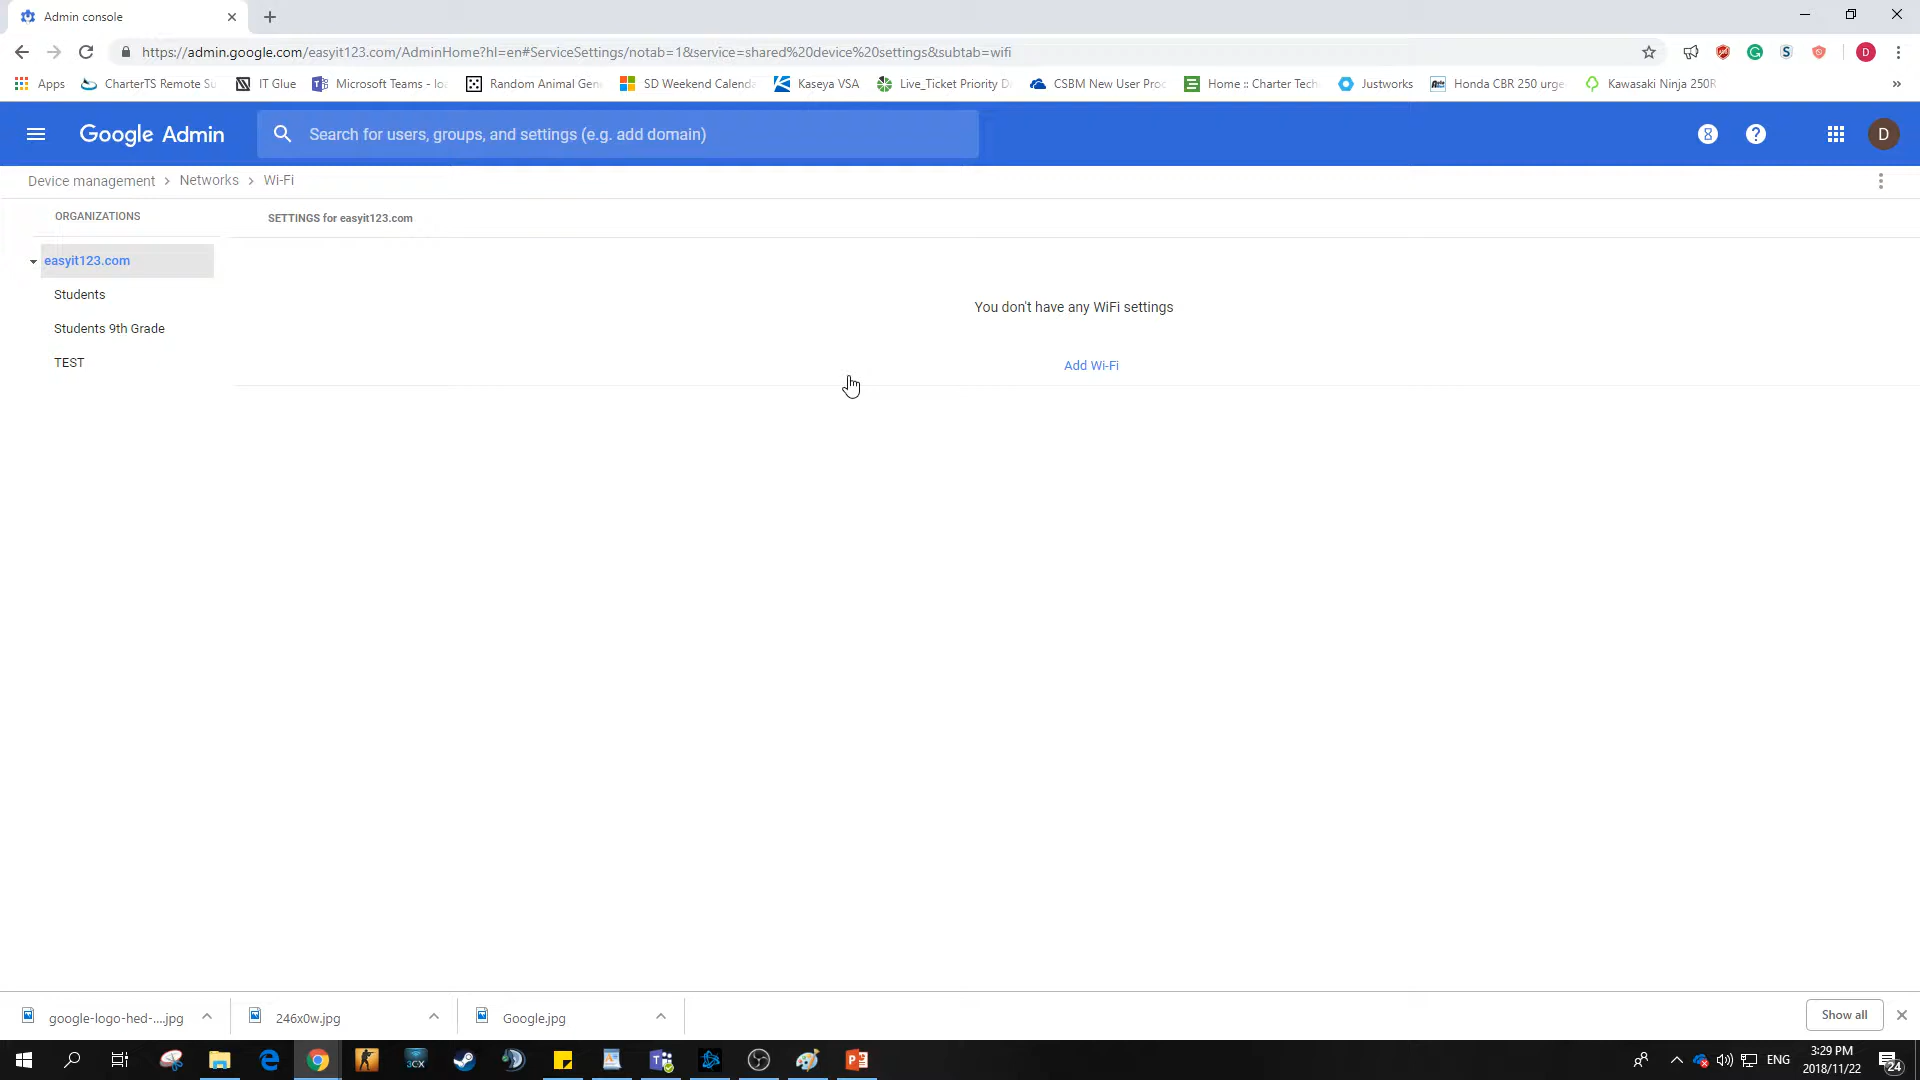 Admin console
https://admin.google.com/easyit123.com/AdminHome?hl=en#ServiceSettings/notab=1&service=shared%20device%20settings&subtab=wifi
D
Apps CharterTS Remote Su IT Glue Microsoft Teams - Random Animal Gen SD Weekend Calenda Kaseya VSA Live_Ticket Priority D CSBM New User Proc Home :: Charter Tech Justworks Honda CBR 250 urge Kawasaki Ninja 250R »
Google Admin Search for users, groups, and settings (e.g. add domain) D
Device management › Networks › Wi-Fi
ORGANIZATIONS
SETTINGS for easyit123.com
easyit123.com
Students
Students 9th Grade
TEST
You don't have any WiFi settings
Add Wi-Fi
google-logo-hed-....jpg 246x0w.jpg Google.jpg Show all
3CX
ENG
3:29 PM
2018/11/22
24